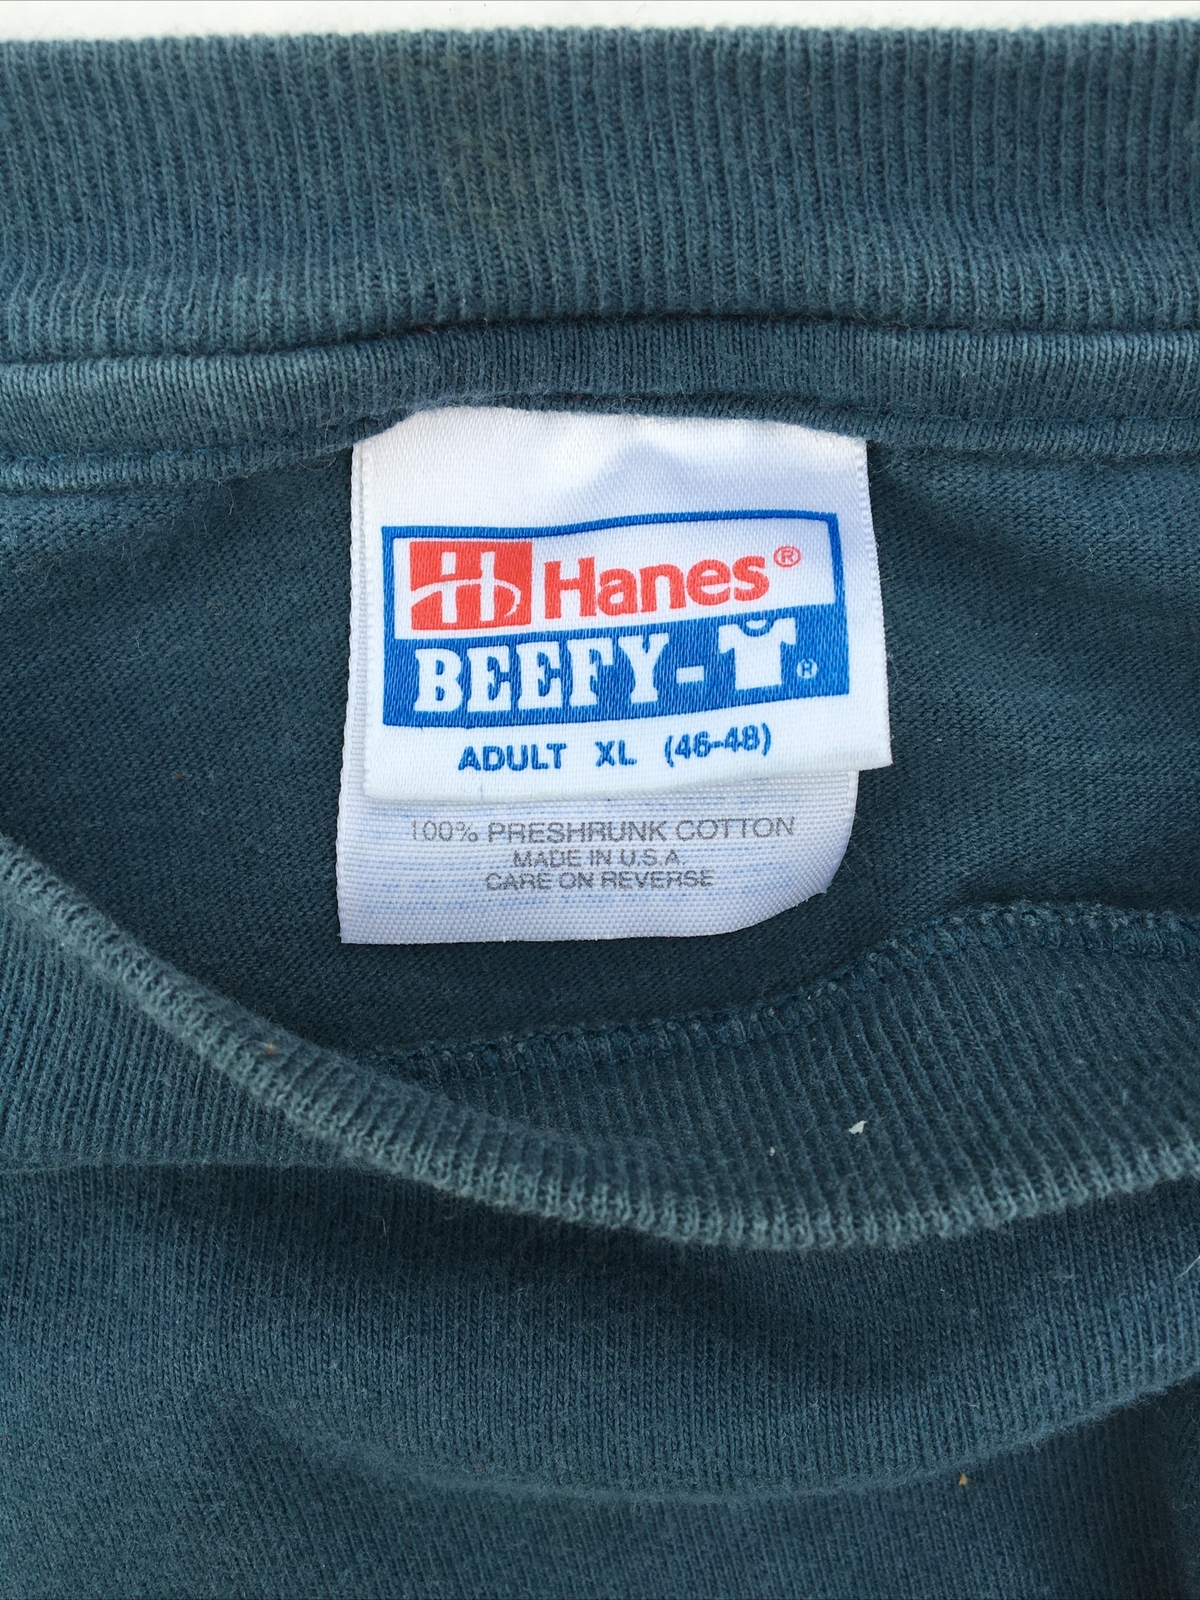 Hanes®
BEEFY-T®
ADULT XL (46-48)
100% PRESHRUNK COTTON
MADE IN U.S.A.
CARE ON REVERSE